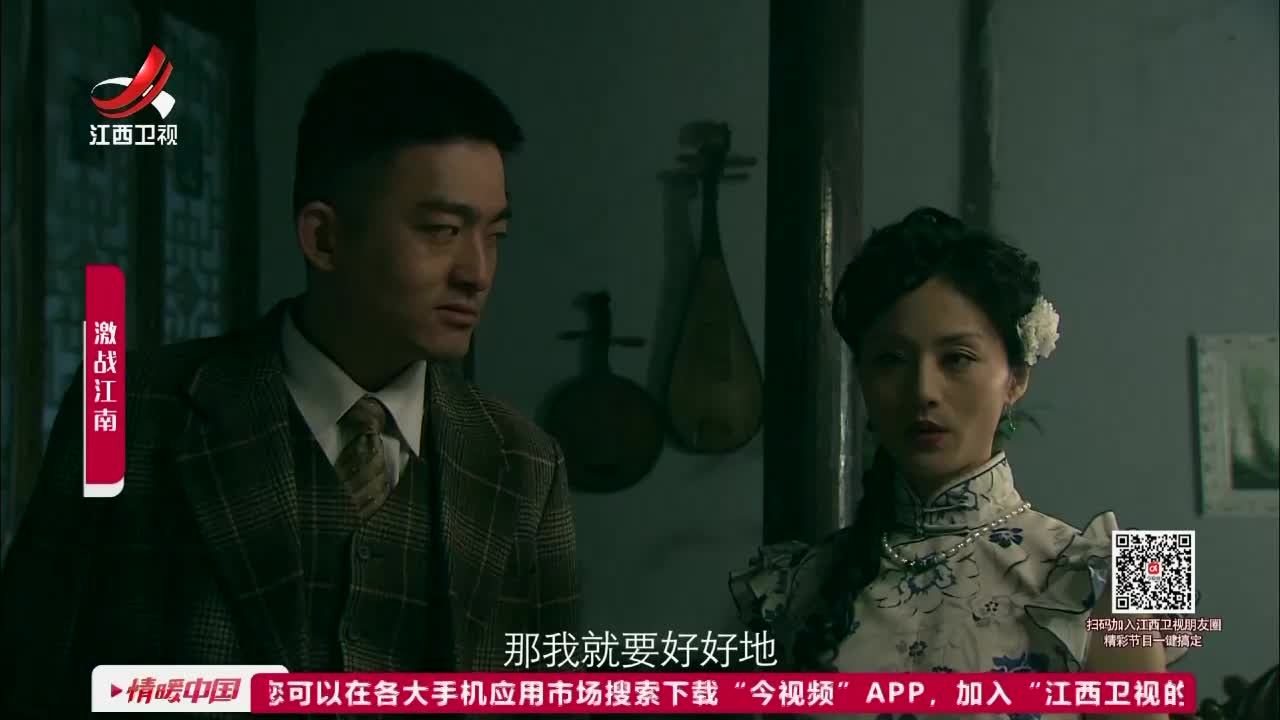 江西卫视
激战江南
那我就要好好地
扫码加入江西卫视朋友圈
精彩节目一键搞定
情暖中国
您可以在各大手机应用市场搜索下载“今视频”APP，加入“江西卫视的